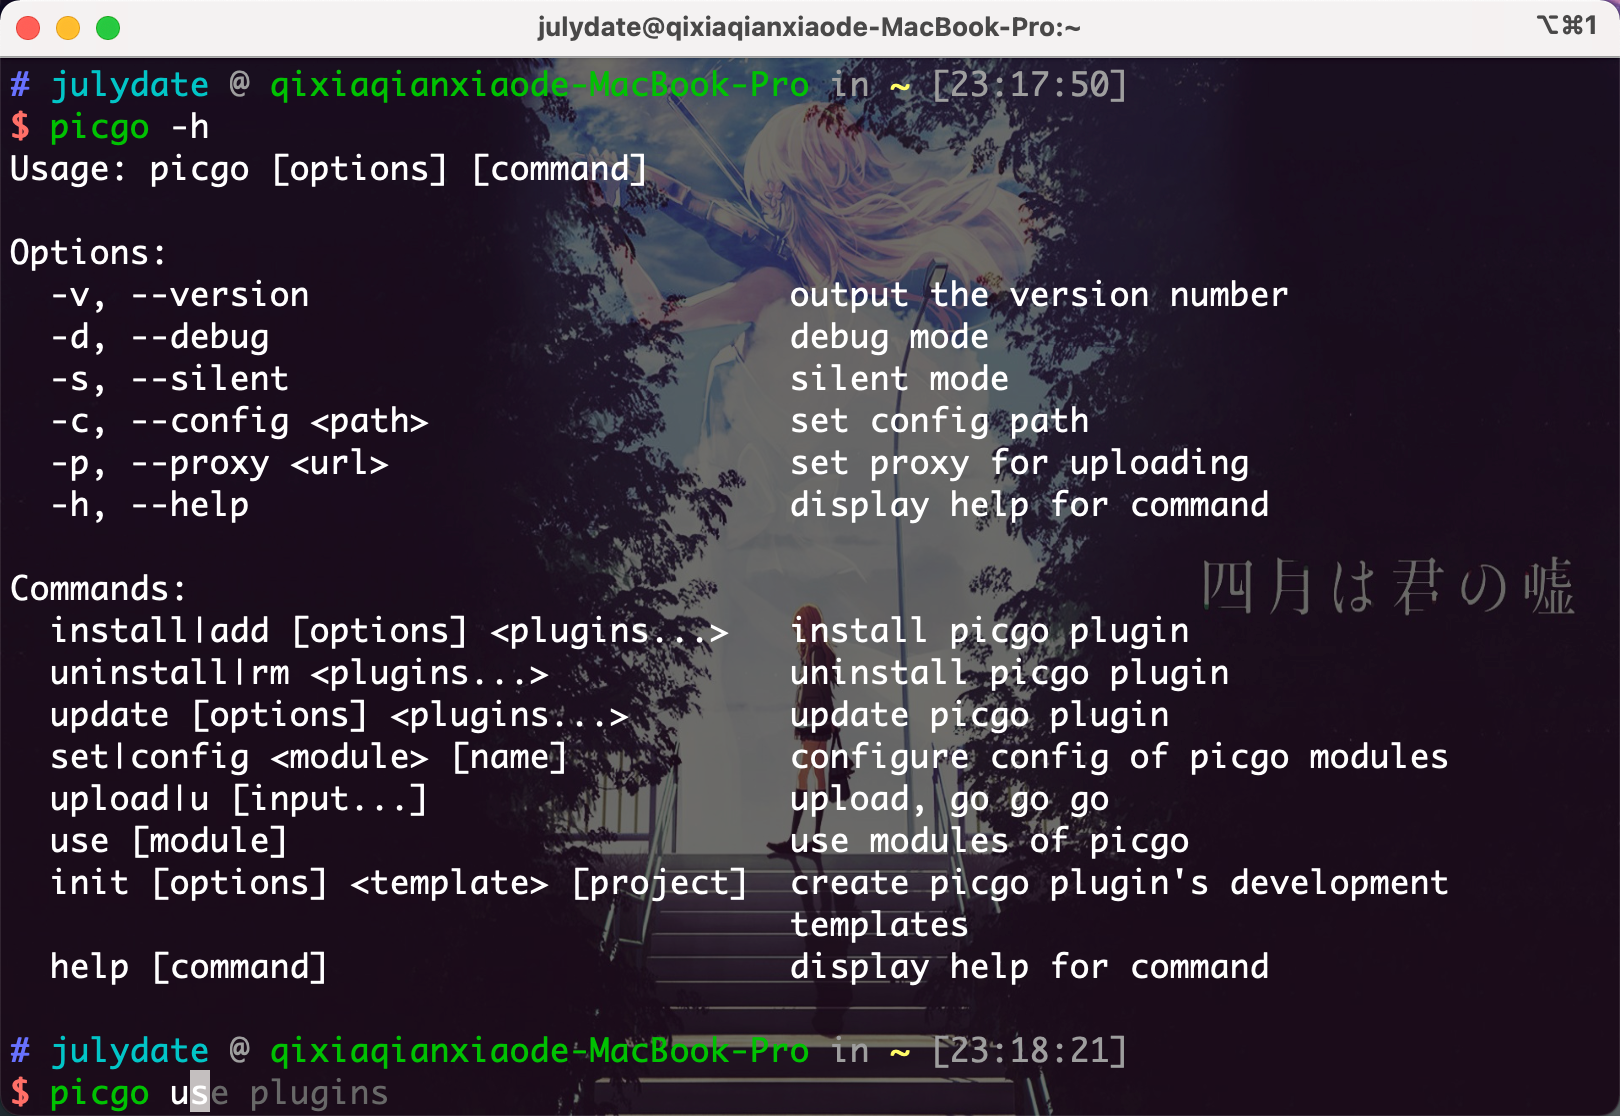 julydate@qixiaqianxiaode-MacBook-Pro:~ ⌥⌘1
# julydate @ qixiaqianxiaode-MacBook-Pro in ~ [23:17:50]
$ picgo -h
Usage: picgo [options] [command]
Options:
-v, --version output the version number
-d, --debug debug mode
-s, --silent silent mode
-c, --config <path> set config path
-p, --proxy <url> set proxy for uploading
-h, --help display help for command
四月は君の嘘
Commands:
install|add [options] <plugins...> install picgo plugin
uninstall|rm <plugins...> uninstall picgo plugin
update [options] <plugins...> update picgo plugin
set|config <module> [name] configure config of picgo modules
upload|u [input...] upload, go go go
use [module] use modules of picgo
init [options] <template> [project] create picgo plugin's development
templates
help [command] display help for command
# julydate @ qixiaqianxiaode-MacBook-Pro in ~ [23:18:21]
$ picgo use plugins